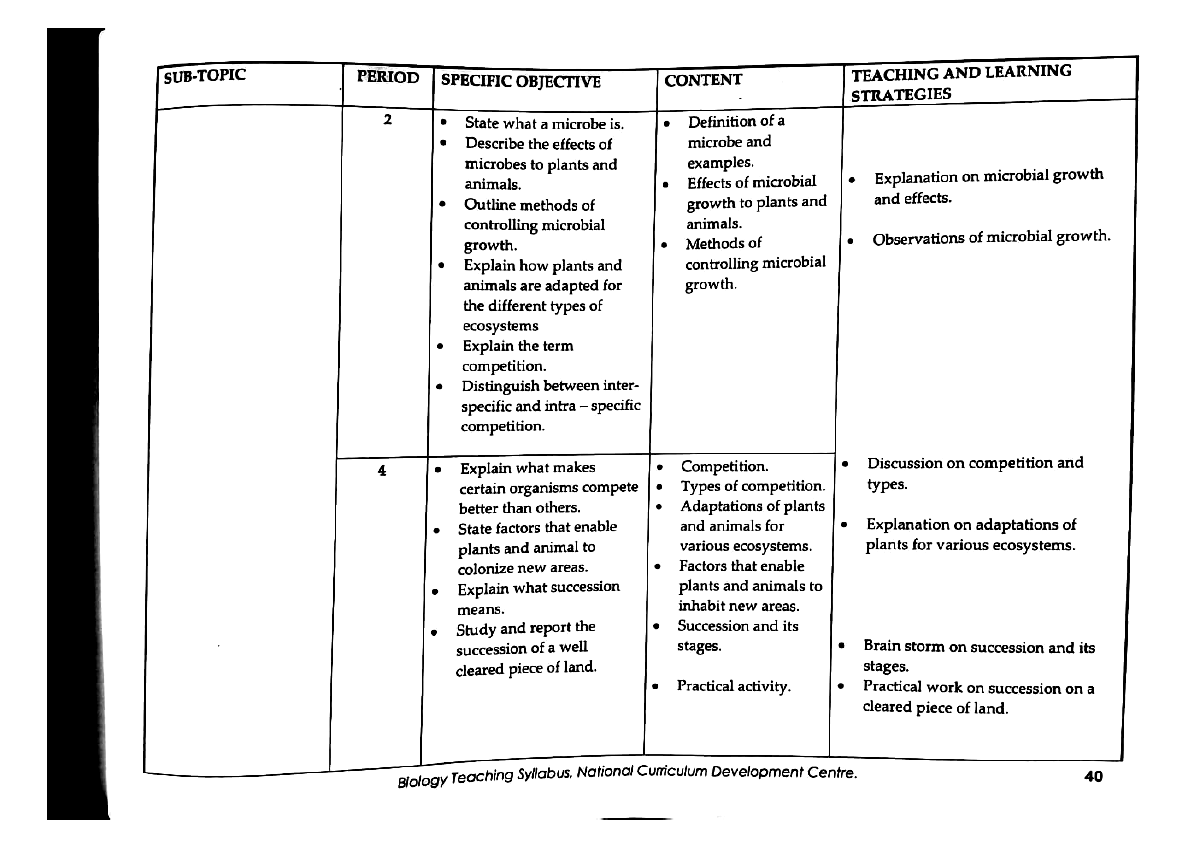 SUB-TOPIC
PERIOD
SPECIFIC OBJECTIVE
CONTENT
TEACHING AND LEARNING
STRATEGIES
2
• State what a microbe is.
• Describe the effects of
microbes to plants and
animals.
• Outline methods of
controlling microbial
growth.
• Explain how plants and
animals are adapted for
the different types of
ecosystems
• Explain the term
competition.
• Distinguish between inter-
specific and intra – specific
competition.
• Definition of a
microbe and
examples.
• Effects of microbial
growth to plants and
animals.
• Methods of
controlling microbial
growth.
• Explanation on microbial growth
and effects.
• Observations of microbial growth.
4
• Explain what makes
certain organisms compete
better than others.
• State factors that enable
plants and animal to
colonize new areas.
• Explain what succession
means.
• Study and report the
succession of a well
cleared piece of land.
• Competition.
• Types of competition.
• Adaptations of plants
and animals for
various ecosystems.
• Factors that enable
plants and animals to
inhabit new areas.
• Succession and its
stages.
• Practical activity.
• Discussion on competition and
types.
• Explanation on adaptations of
plants for various ecosystems.
• Brain storm on succession and its
stages.
• Practical work on succession on a
cleared piece of land.
Biology Teaching Syllabus, National Curriculum Development Centre.
40